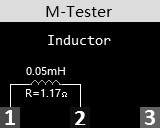 M-Tester
Inductor
0.05mH
R=1.17Ω
1 2 3